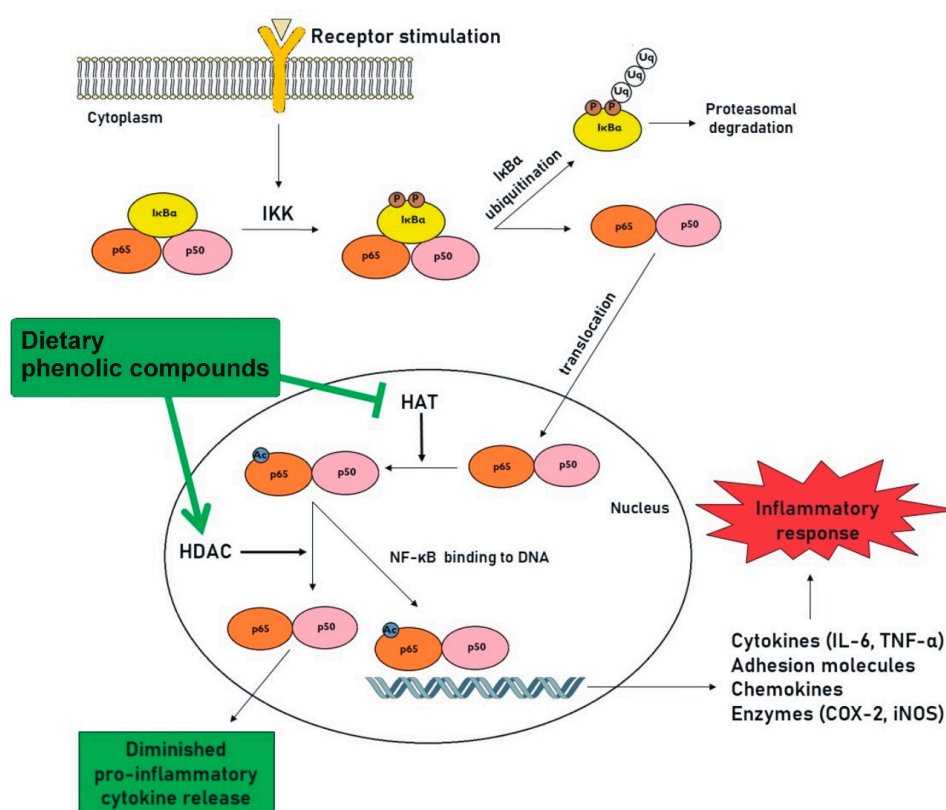 Receptor stimulation
Cytoplasm
Uq
Uq
Uq
P P
IκBα
Proteasomal
degradation
IκBα
ubiquitination
IκBα
p65
p50
IKK
P P
IκBα
p65
p50
p65
p50
translocation
Dietary
phenolic compounds
HAT
Ac
p65
p50
p65
p50
Nucleus
HDAC
NF-κB binding to DNA
p65
p50
Ac
p65
p50
Inflammatory
response
Cytokines (IL-6, TNF-α)
Adhesion molecules
Chemokines
Enzymes (COX-2, iNOS)
Diminished
pro-inflammatory
cytokine release